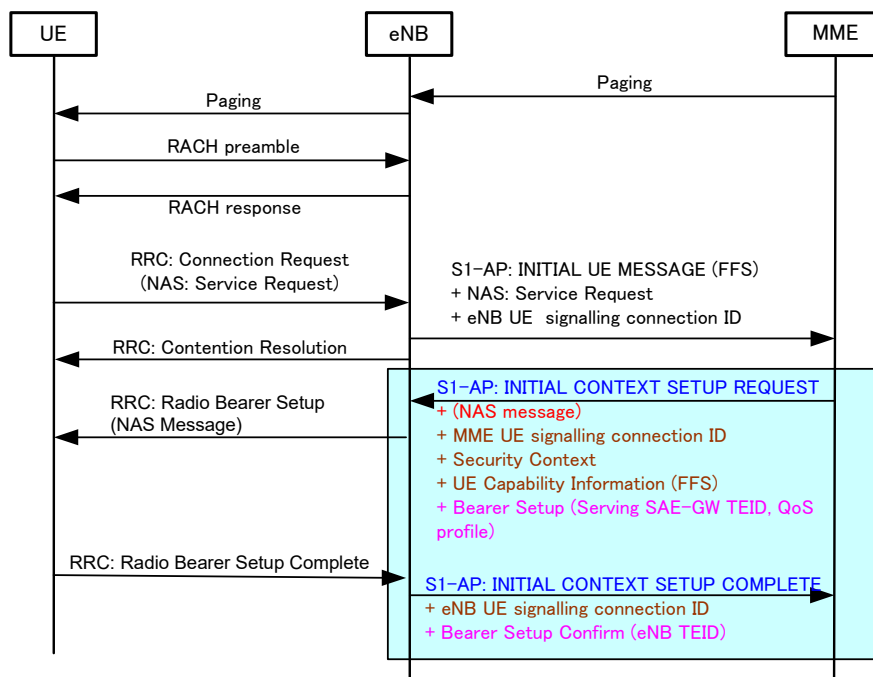 UE
eNB
MME
Paging
Paging
RACH preamble
RACH response
RRC: Connection Request
(NAS: Service Request)
S1-AP: INITIAL UE MESSAGE (FFS)
+ NAS: Service Request
+ eNB UE signalling connection ID
RRC: Contention Resolution
S1-AP: INITIAL CONTEXT SETUP REQUEST
+ (NAS message)
+ MME UE signalling connection ID
+ Security Context
+ UE Capability Information (FFS)
+ Bearer Setup (Serving SAE-GW TEID, QoS
profile)
RRC: Radio Bearer Setup
(NAS Message)
RRC: Radio Bearer Setup Complete
S1-AP: INITIAL CONTEXT SETUP COMPLETE
+ eNB UE signalling connection ID
+ Bearer Setup Confirm (eNB TEID)